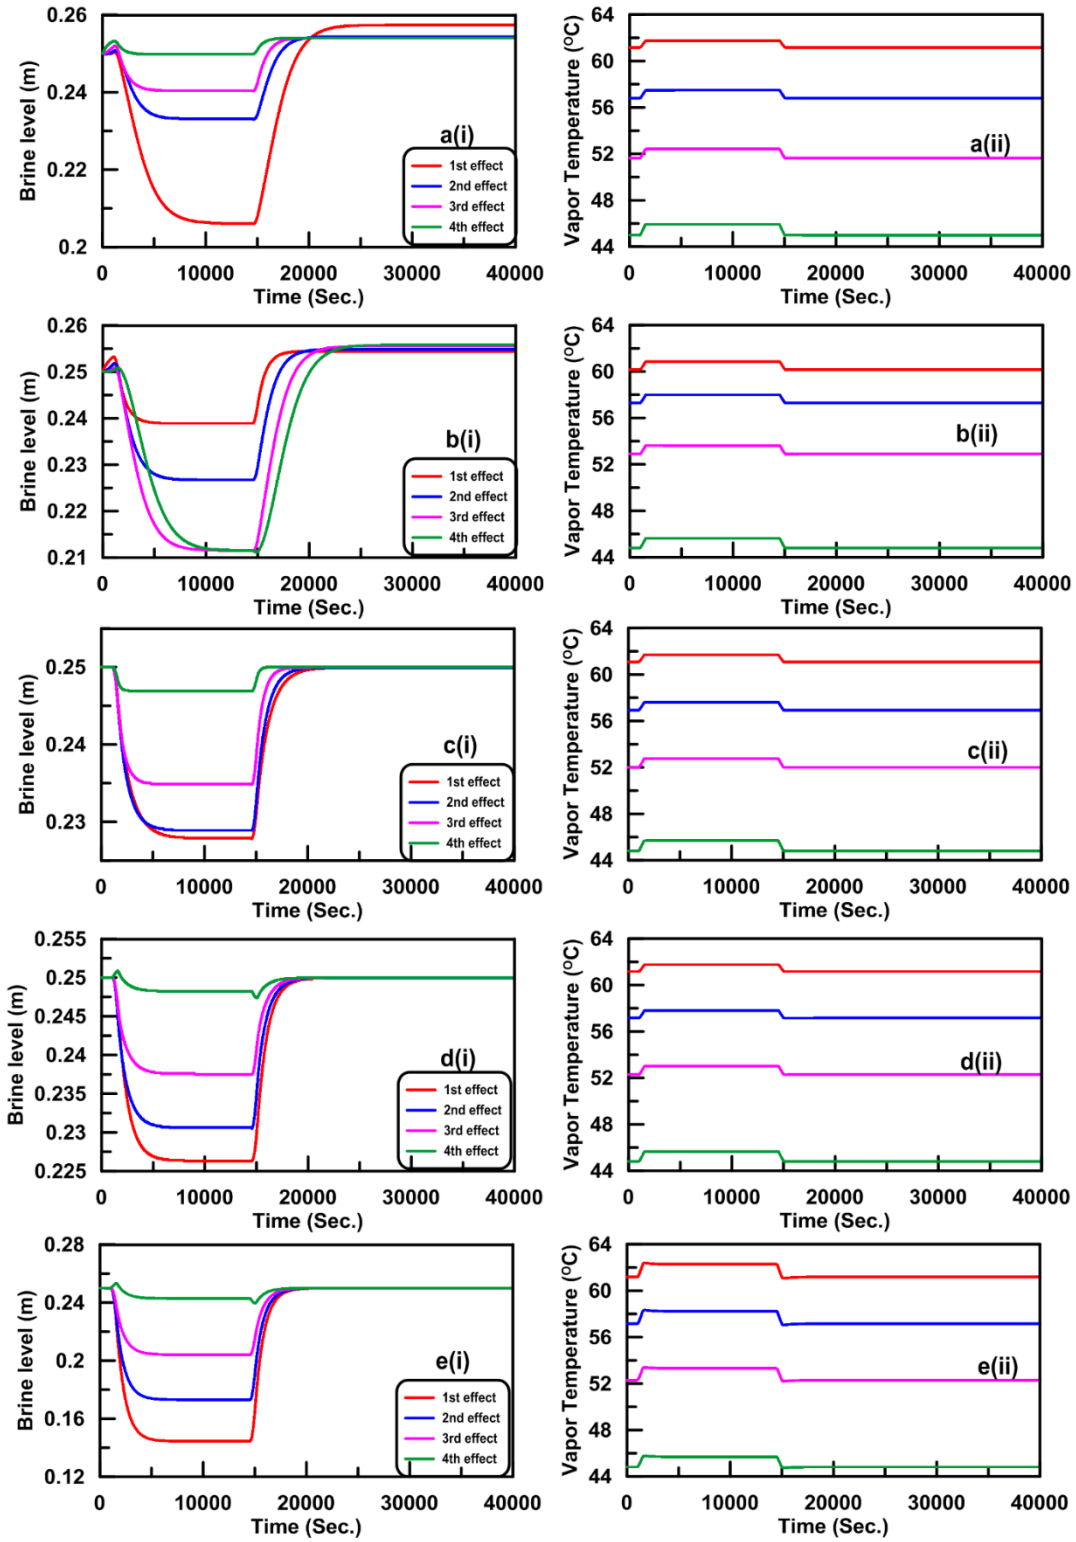 0.26
0.24
0.22
0.2
Brine level (m)
a(i)
1st effect
2nd effect
3rd effect
4th effect
0 10000 20000 30000 40000
Time (Sec.)
64
60
56
52
48
44
Vapor Temperature (ºC)
a(ii)
0 10000 20000 30000 40000
Time (Sec.)
0.26
0.25
0.24
0.23
0.22
0.21
Brine level (m)
b(i)
1st effect
2nd effect
3rd effect
4th effect
0 10000 20000 30000 40000
Time (Sec.)
64
60
56
52
48
44
Vapor Temperature (ºC)
b(ii)
0 10000 20000 30000 40000
Time (Sec.)
0.25
0.24
0.23
Brine level (m)
c(i)
1st effect
2nd effect
3rd effect
4th effect
0 10000 20000 30000 40000
Time (Sec.)
64
60
56
52
48
44
Vapor Temperature (ºC)
c(ii)
0 10000 20000 30000 40000
Time (Sec.)
0.255
0.25
0.245
0.24
0.235
0.23
0.225
Brine level (m)
d(i)
1st effect
2nd effect
3rd effect
4th effect
0 10000 20000 30000 40000
Time (Sec.)
64
60
56
52
48
44
Vapor Temperature (ºC)
d(ii)
0 10000 20000 30000 40000
Time (Sec.)
0.28
0.24
0.2
0.16
0.12
Brine level (m)
e(i)
1st effect
2nd effect
3rd effect
4th effect
0 10000 20000 30000 40000
Time (Sec.)
64
60
56
52
48
44
Vapor Temperature (ºC)
e(ii)
0 10000 20000 30000 40000
Time (Sec.)